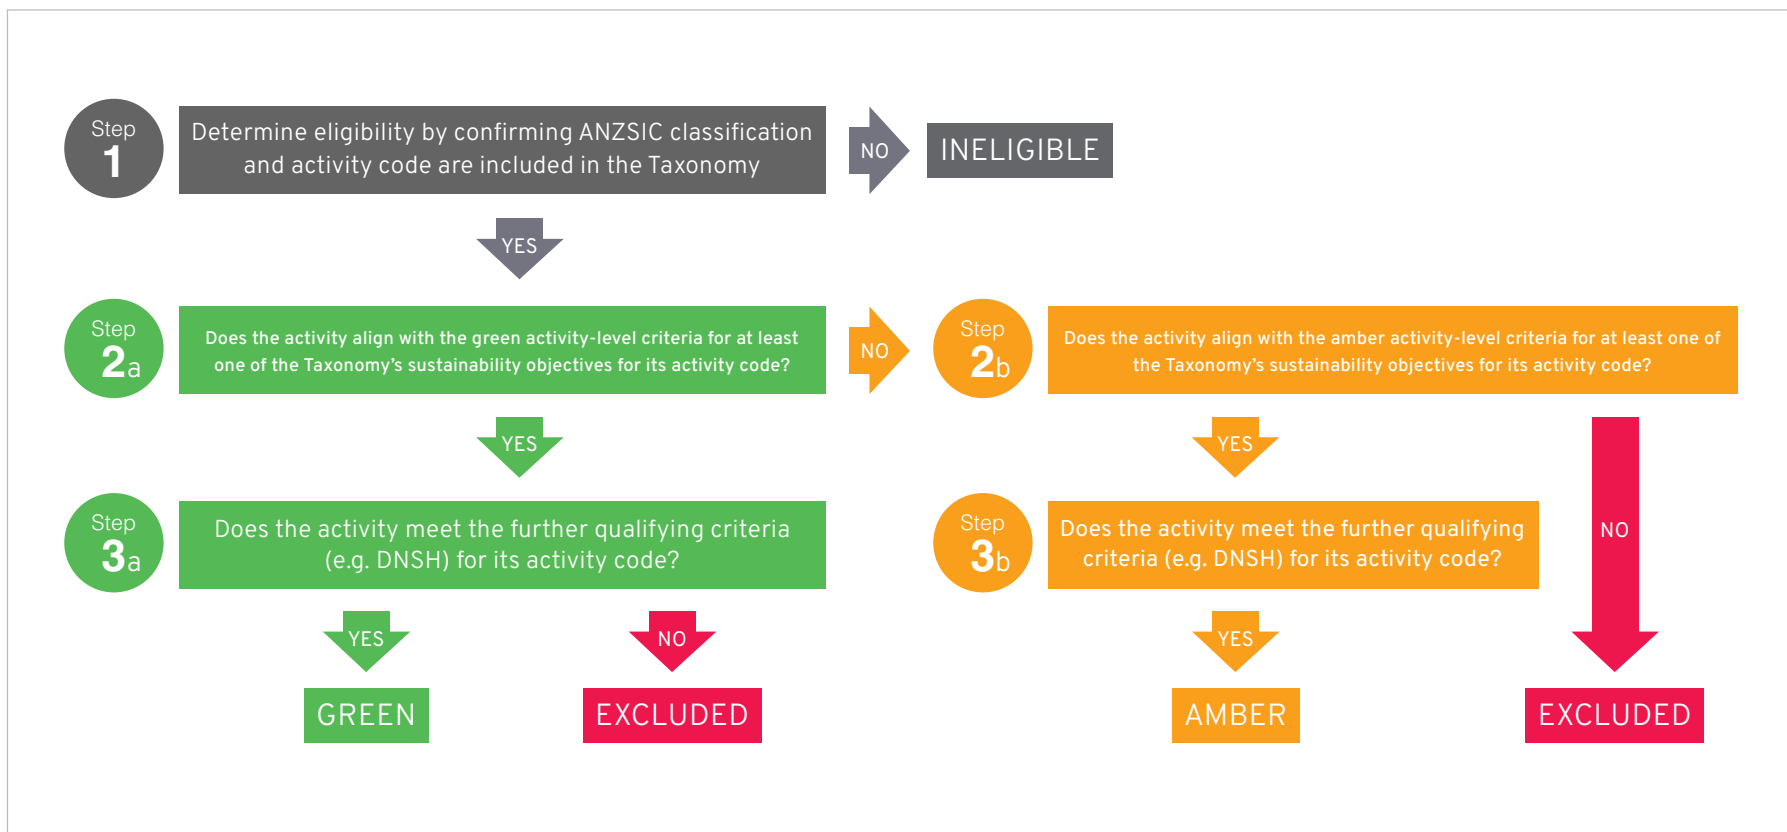 Step
1
Determine eligibility by confirming ANZSIC classification
and activity code are included in the Taxonomy
NO
INELIGIBLE
YES
Step
2a
Does the activity align with the green activity-level criteria for at least
one of the Taxonomy's sustainability objectives for its activity code?
NO
Step
2b
Does the activity align with the amber activity-level criteria for at least one of
the Taxonomy's sustainability objectives for its activity code?
YES
YES
NO
Step
3a
Does the activity meet the further qualifying criteria
(e.g. DNSH) for its activity code?
Step
3b
Does the activity meet the further qualifying
criteria (e.g. DNSH) for its activity code?
YES
NO
YES
GREEN
EXCLUDED
AMBER
EXCLUDED